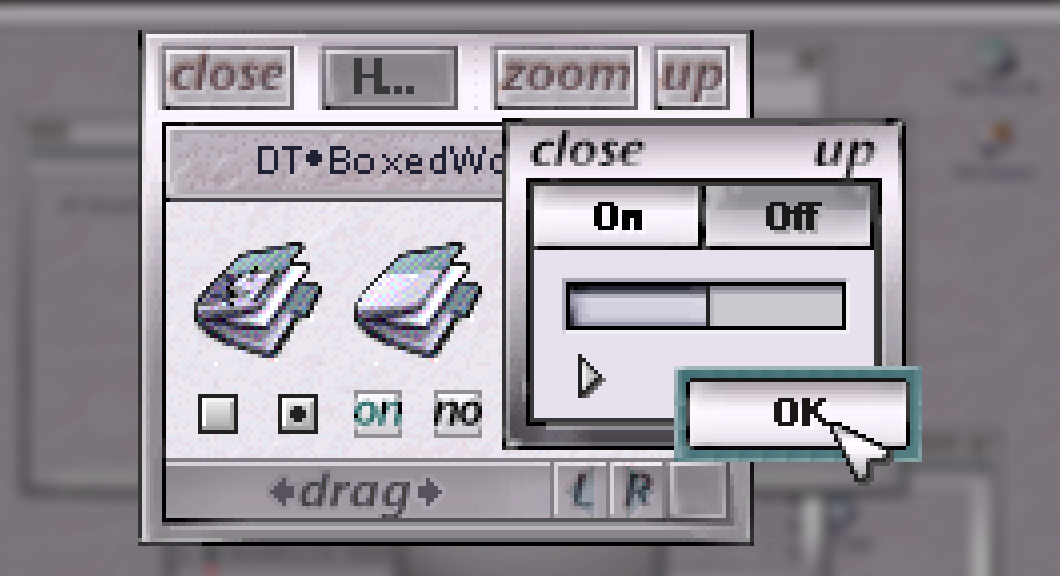 close H... zoom up
DT•BoxedWo
close up
On Off
on no
OK
drag L R